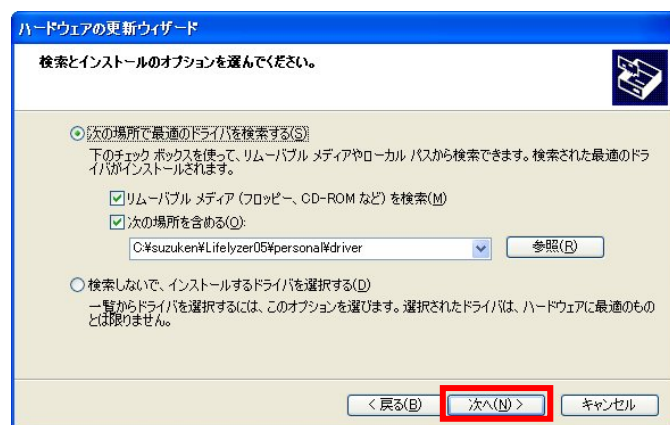 ハードウェアの更新ウィザード
検索とインストールのオプションを選んでください。
次の場所で最適のドライバを検索する(S)
下のチェック ボックスを使って、リムーバブル メディアやローカル パスから検索できます。検索された最適のドラ
イバがインストールされます。
リムーバブル メディア (フロッピー、CD-ROM など) を検索(M)
次の場所を含める(O):
C:¥suzuken¥Lifelyzer05¥personal¥driver
参照(R)
検索しないで、インストールするドライバを選択する(D)
一覧からドライバを選択するには、このオプションを選びます。選択されたドライバは、ハードウェアに最適のもの
とは限りません。
< 戻る(B) 次へ(N) > キャンセル